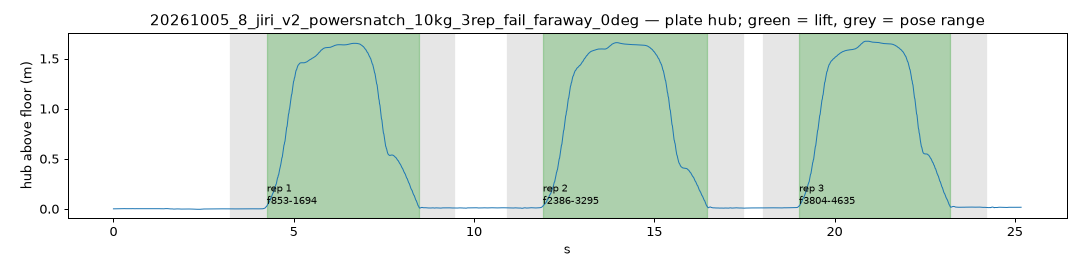 20261005_8_jiri_v2_powersnatch_10kg_3rep_fail_faraway_0deg — plate hub; green = lift, grey = pose range
hub above floor (m)
1.5
1.0
0.5
0.0
rep 1
f853-1694
rep 2
f2386-3295
rep 3
f3804-4635
0
5
10
15
20
25
s